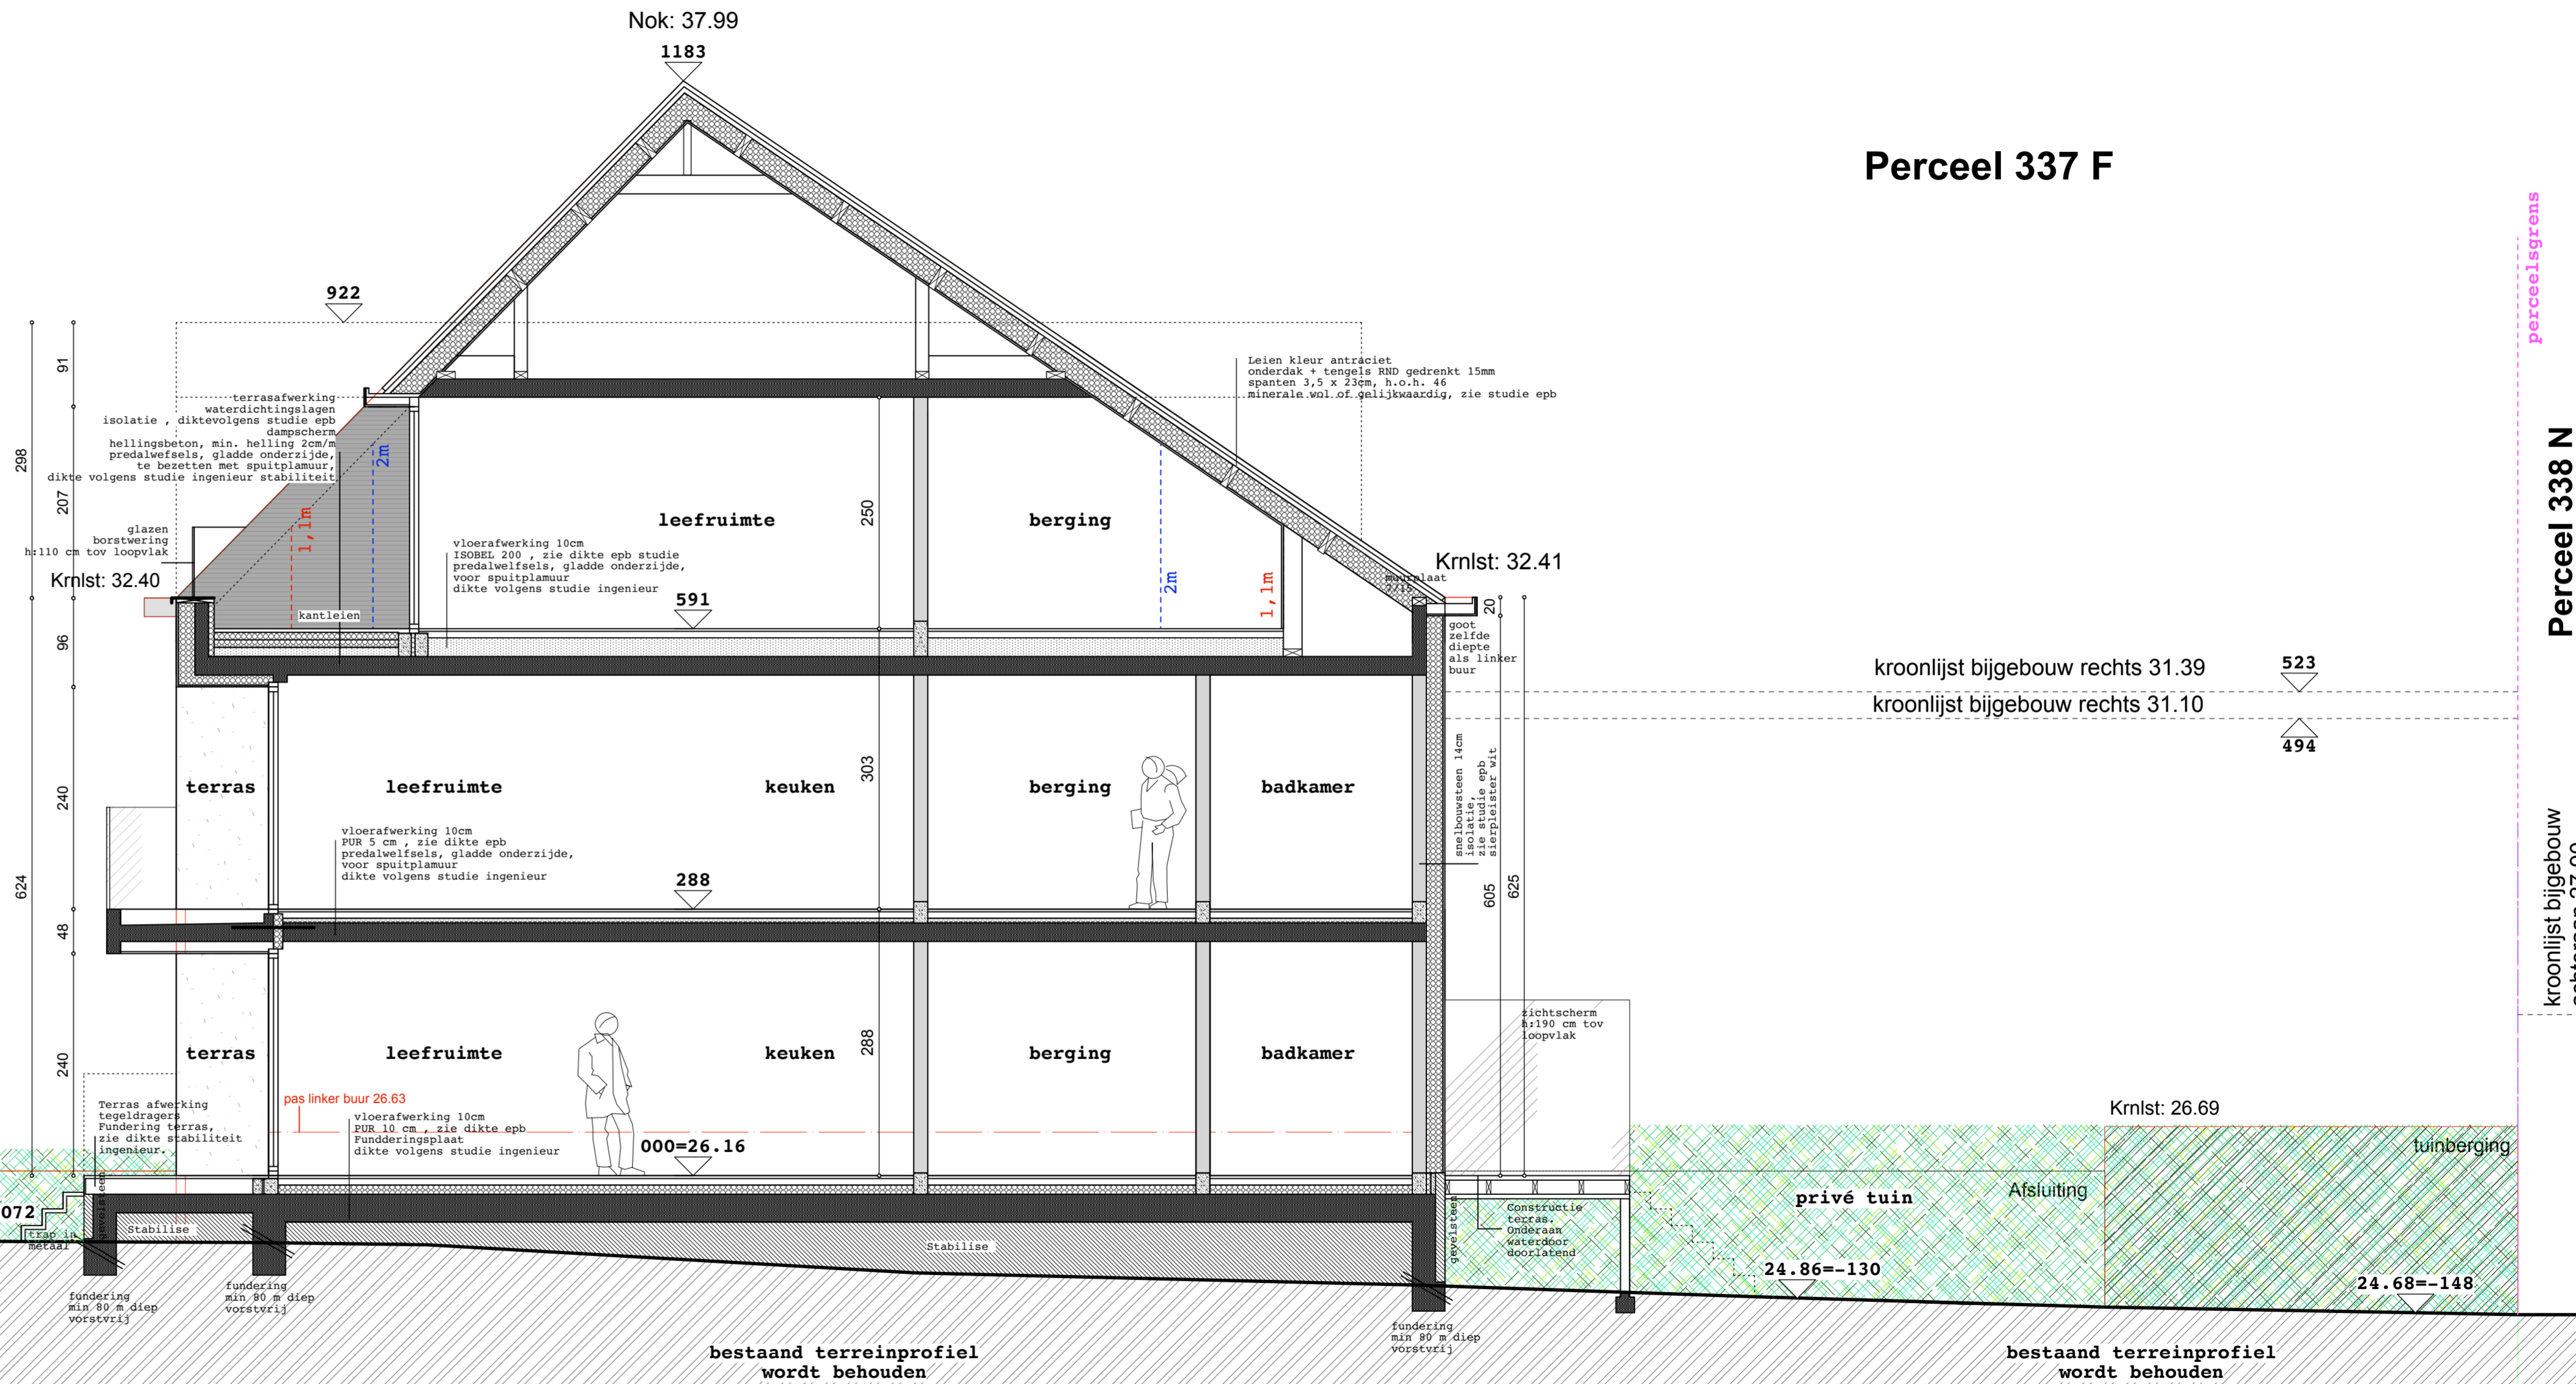 Nok: 37.99
1183
Perceel 337 F
perceelsgrens
922
91
298
207
terrasafwerking
waterdichtingslagen
isolatie , diktevolgens studie epb
dampscherm
hellingsbeton, min. helling 2cm/m
predalwefsels, gladde onderzijde,
te bezetten met spuitplamuur,
dikte volgens studie ingenieur stabiliteit
2m
1,1m
Leien kleur antraciet
onderdak + tengels RND gedrenkt 15mm
spanten 3,5 x 23cm, h.o.h. 46
minerale wol of gelijkwaardig, zie studie epb
Perceel 338 N
leefruimte
250
berging
glazen
borstwering
h:110 cm tov loopvlak
Krnlst: 32.40
vloerafwerking 10cm
ISOBEL 200 , zie dikte epb studie
predalwefsels, gladde onderzijde,
voor spuitplamuur
dikte volgens studie ingenieur
591
2m
1,1m
Krnlst: 32.41
muurplaat
7/15
20
kantleien
96
goot
zelfde
diepte
als linker
buur
kroonlijst bijgebouw rechts 31.39
523
kroonlijst bijgebouw rechts 31.10
494
snelbouwsteen 14cm
isolatie,
zie studie epb
sierpleister wit
terras
leefruimte
keuken
303
berging
badkamer
240
624
vloerafwerking 10cm
PUR 5 cm , zie dikte epb
predalwelfsels, gladde onderzijde,
voor spuitplamuur
dikte volgens studie ingenieur
288
605
625
kroonlijst bijgebouw
48
zichtscherm
h:190 cm tov
loopvlak
terras
leefruimte
keuken
288
berging
badkamer
240
pas linker buur 26.63
Terras afwerking
tegeldragers
Fundering terras,
zie dikte stabiliteit
ingenieur.
vloerafwerking 10cm
PUR 10 cm , zie dikte epb
Fundderingsplaat
dikte volgens studie ingenieur
000=26.16
Krnlst: 26.69
tuinberging
Afsluiting
privé tuin
072
trap in
metaal
gevelsteen
Stabilise
Stabilise
gevelsteen
Constructie
terras.
Onderaan
waterdoor
doorlatend
24.86=-130
24.68=-148
fundering
min 80 m diep
vorstvrij
fundering
min 80 m diep
vorstvrij
fundering
min 80 m diep
vorstvrij
bestaand terreinprofiel
wordt behouden
bestaand terreinprofiel
wordt behouden